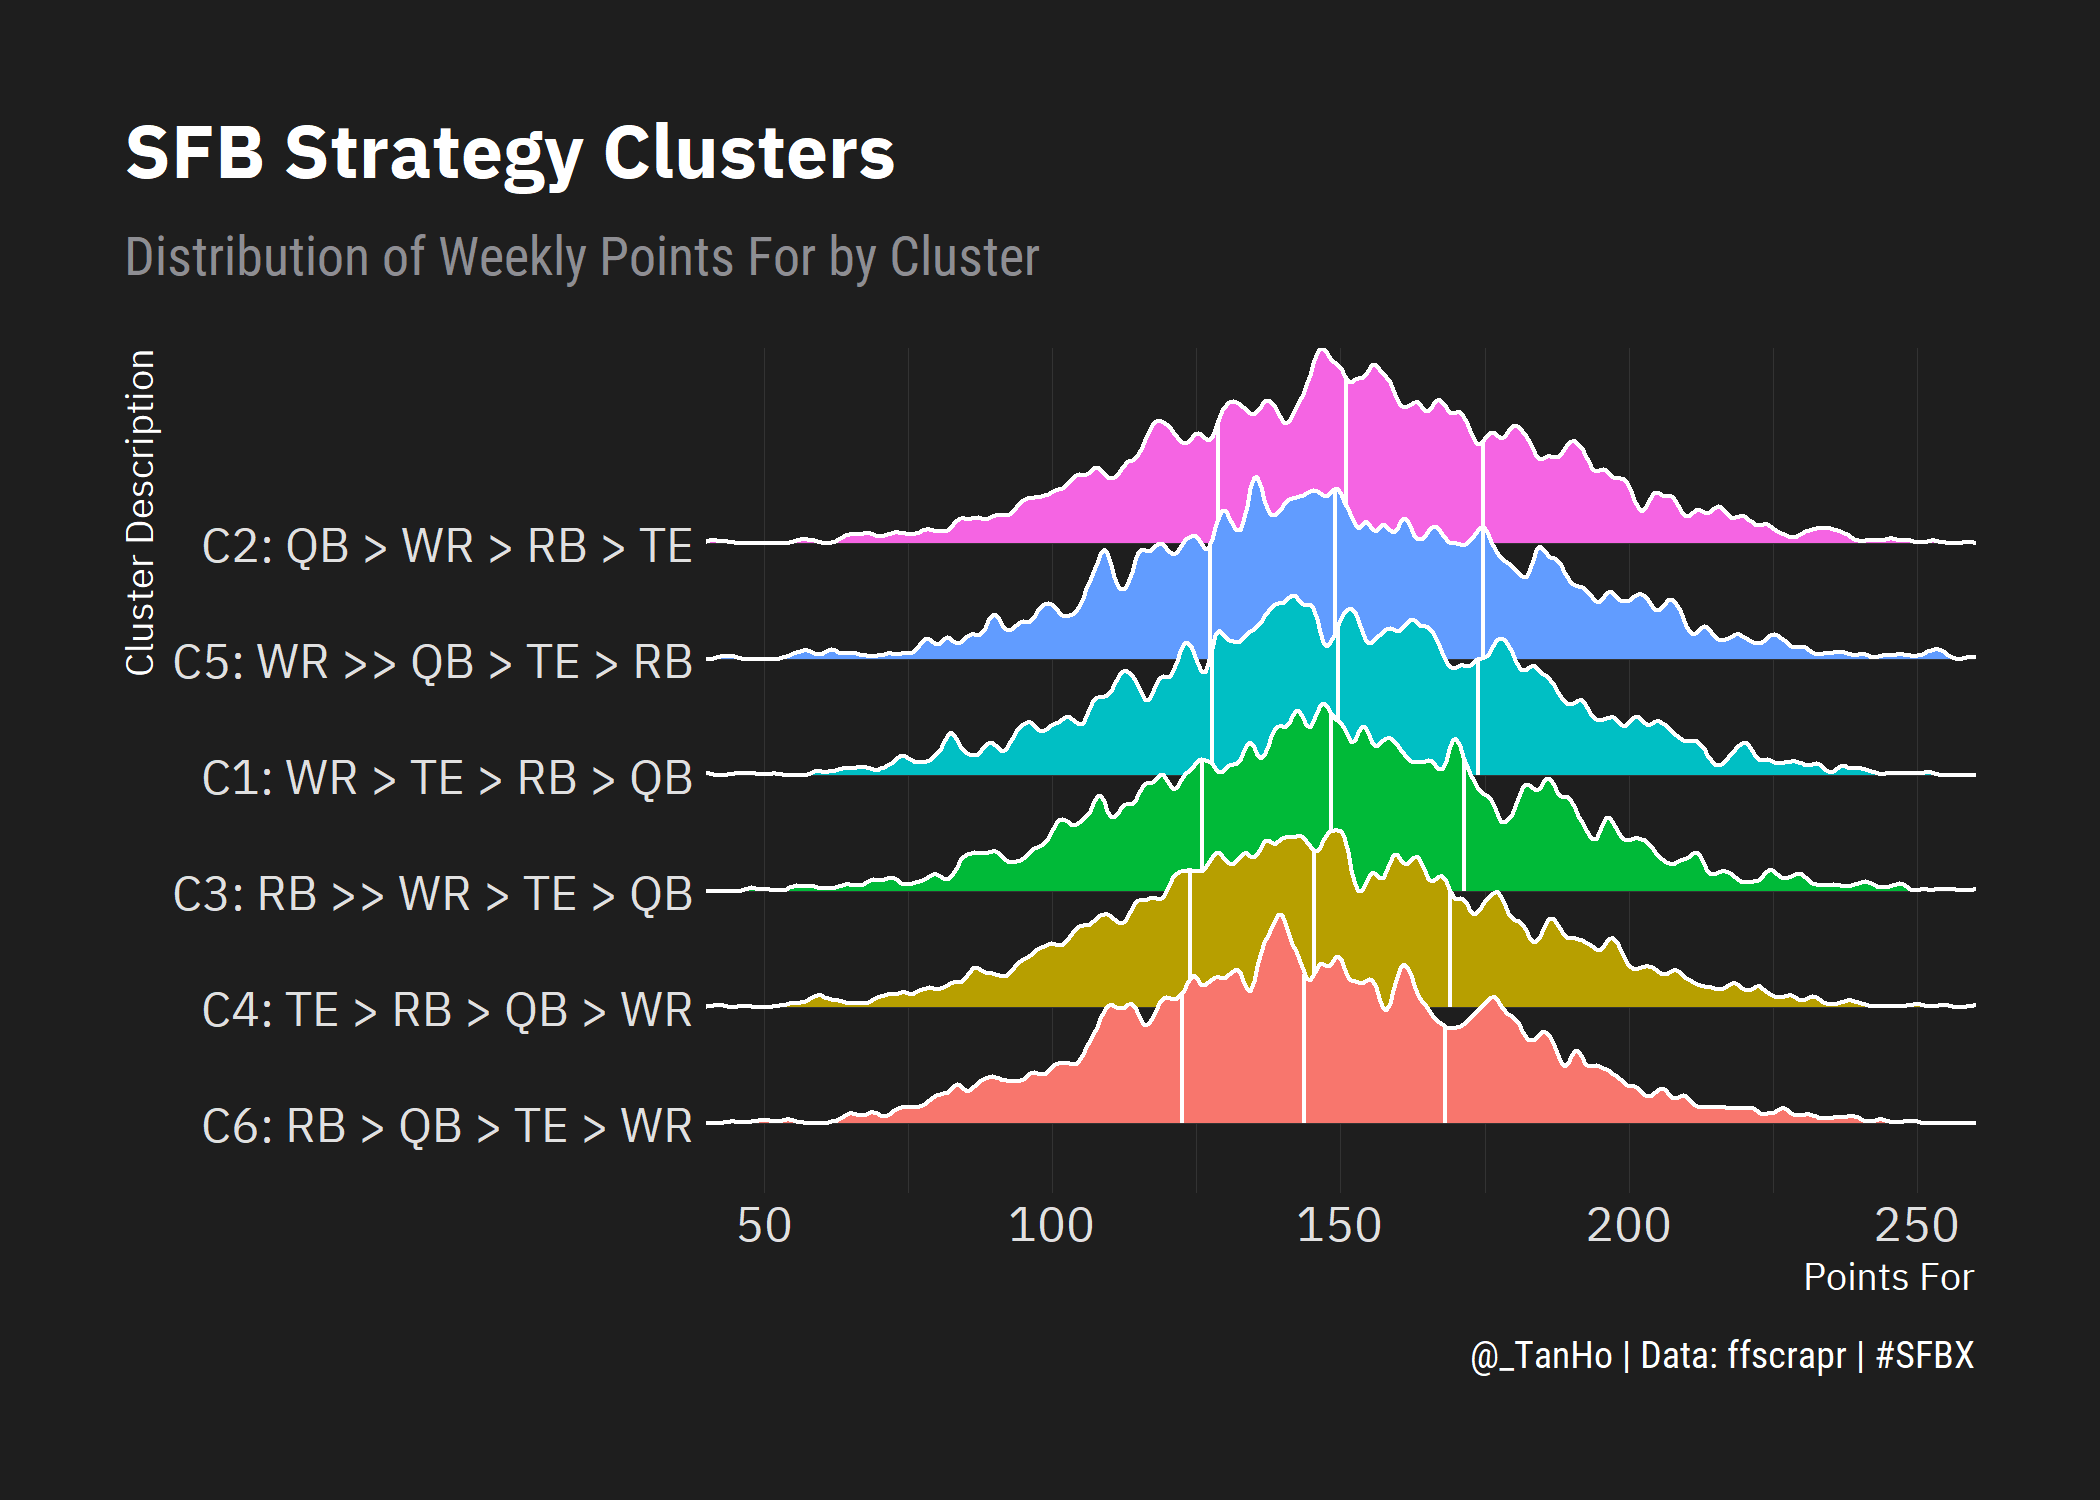 SFB Strategy Clusters
Distribution of Weekly Points For by Cluster
Cluster Description
C2: QB > WR > RB > TE
C5: WR >> QB > TE > RB
C1: WR > TE > RB > QB
C3: RB >> WR > TE > QB
C4: TE > RB > QB > WR
C6: RB > QB > TE > WR
50 100 150 200 250
Points For
@_TanHo | Data: ffscrapr | #SFBX